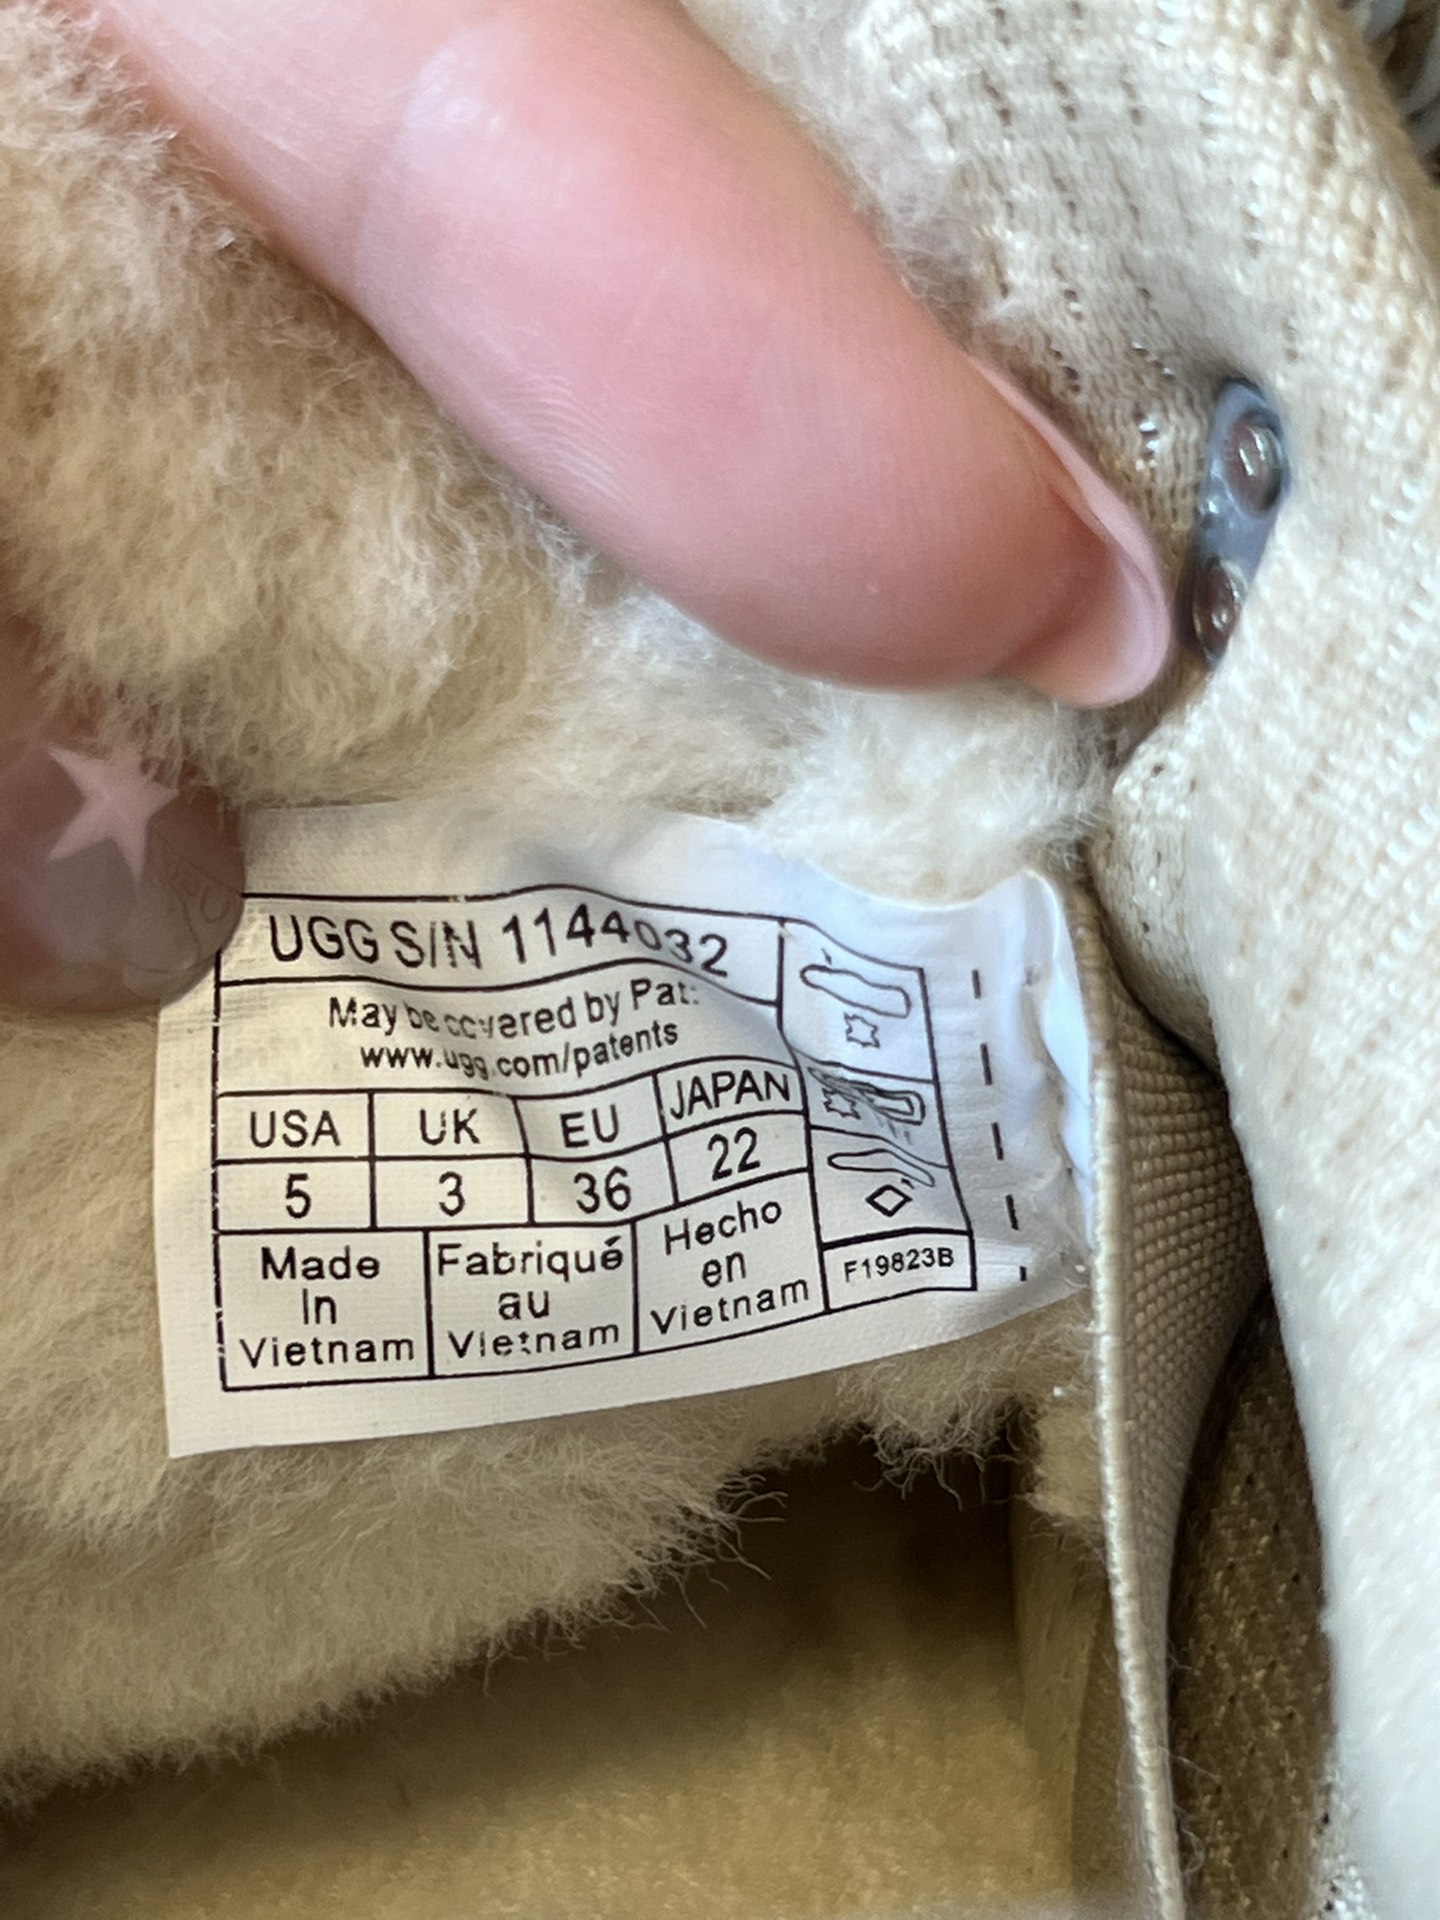 UGG S/N 1144032
May be covered by Pat:
www.ugg.com/patents
USA UK EU JAPAN
5 3 36 22
Made
In
Vietnam
Fabriqué
au
Vietnam
Hecho
en
Vietnam
F19823B